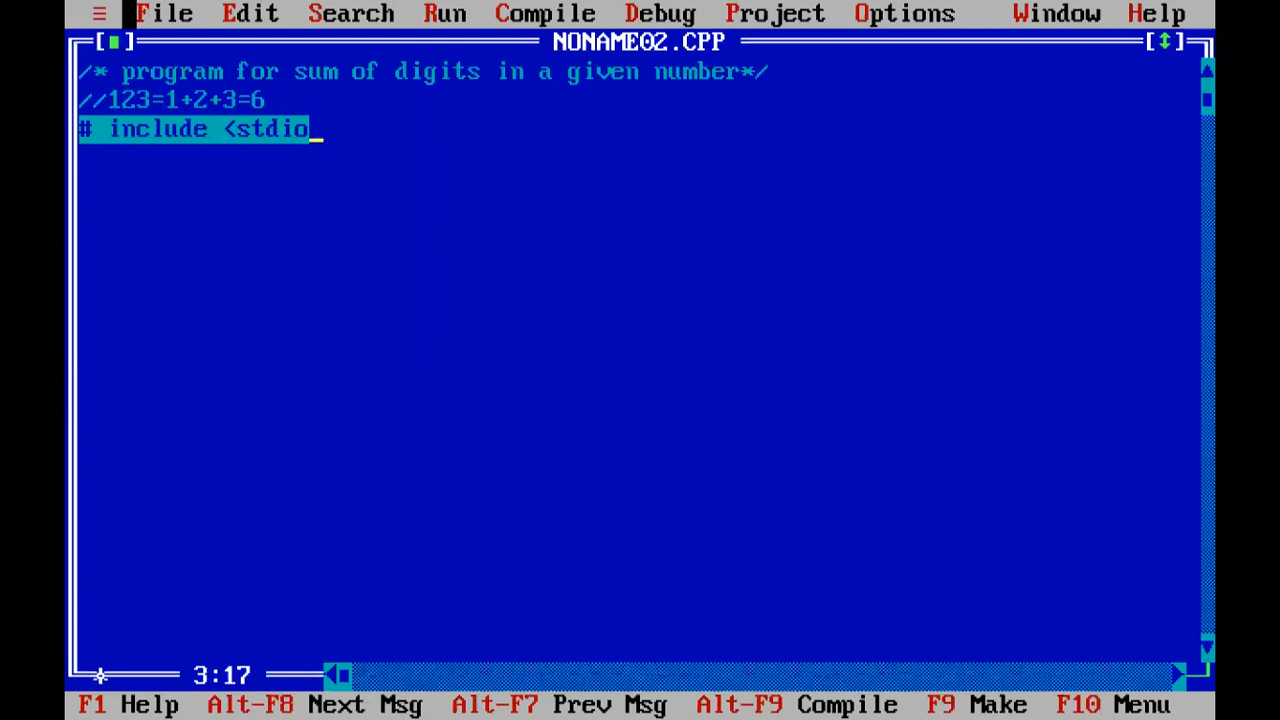 ≡ File Edit Search Run Compile Debug Project Options Window Help
[■] NONAME02.CPP [↕]
/* program for sum of digits in a given number*/
//123=1+2+3=6
# include <stdio_
3:17
F1 Help Alt-F8 Next Msg Alt-F7 Prev Msg Alt-F9 Compile F9 Make F10 Menu